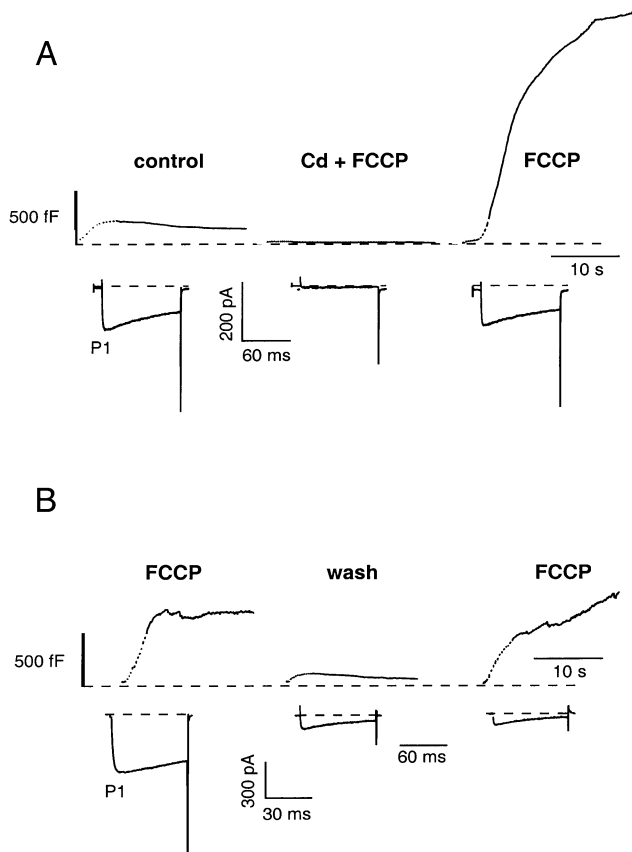 A
control
Cd + FCCP
FCCP
500 fF
10 s
P1
200 pA
60 ms
B
FCCP
wash
FCCP
500 fF
10 s
P1
300 pA
30 ms
60 ms